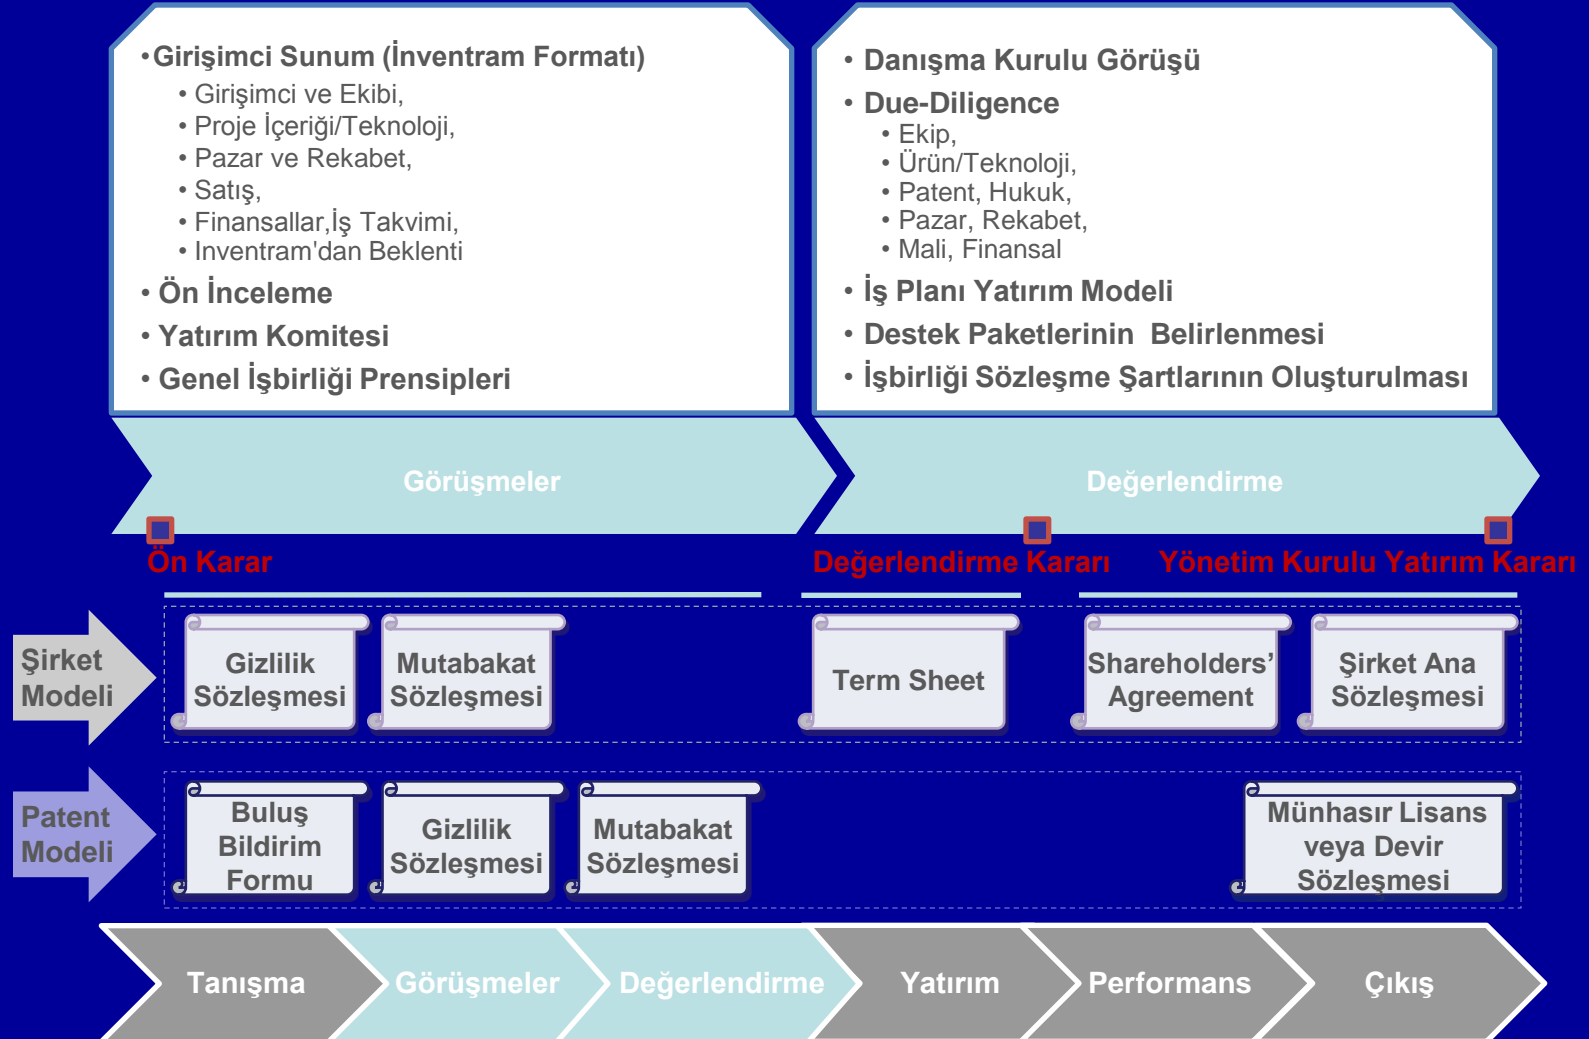 •Girişimci Sunum (İnventram Formatı)
• Girişimci ve Ekibi,
• Proje İçeriği/Teknoloji,
• Pazar ve Rekabet,
• Satış,
• Finansallar,İş Takvimi,
• Inventram'dan Beklenti
• Ön İnceleme
• Yatırım Komitesi
• Genel İşbirliği Prensipleri
• Danışma Kurulu Görüşü
• Due-Diligence
• Ekip,
• Ürün/Teknoloji,
• Patent, Hukuk,
• Pazar, Rekabet,
• Mali, Finansal
• İş Planı Yatırım Modeli
• Destek Paketlerinin Belirlenmesi
• İşbirliği Sözleşme Şartlarının Oluşturulması
Görüşmeler
Değerlendirme
Ön Karar
Değerlendirme Kararı
Yönetim Kurulu Yatırım Kararı
Şirket
Modeli
Gizlilik
Sözleşmesi
Mutabakat
Sözleşmesi
Term Sheet
Shareholders’
Agreement
Şirket Ana
Sözleşmesi
Patent
Modeli
Buluş
Bildirim
Formu
Gizlilik
Sözleşmesi
Mutabakat
Sözleşmesi
Münhasır Lisans
veya Devir
Sözleşmesi
Tanışma
Görüşmeler
Değerlendirme
Yatırım
Performans
Çıkış